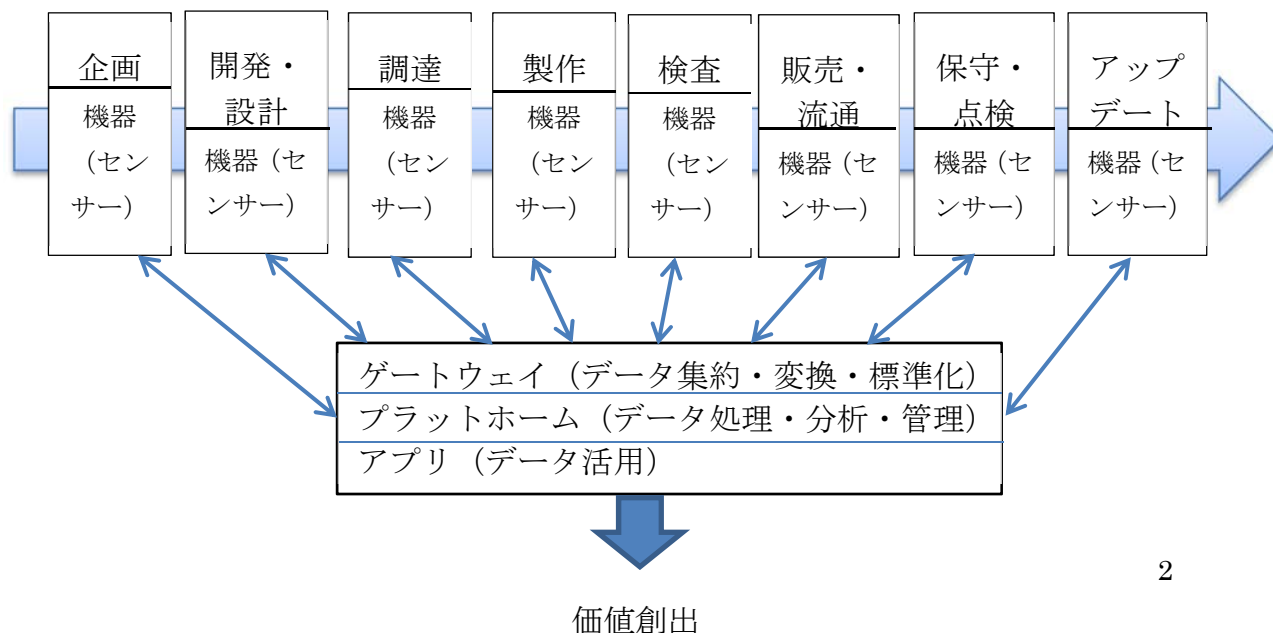 企画
機器
(セン
サー)
開発・
設計
機器(セ
ンサー)
調達
機器
(セン
サー)
製作
機器
(セン
サー)
検査
機器
(セン
サー)
販売・
流通
機器(セ
ンサー)
保守・
点検
機器(セ
ンサー)
アップ
デート
機器(セ
ンサー)
ゲートウェイ(データ集約・変換・標準化)
プラットホーム(データ処理・分析・管理)
アプリ(データ活用)
価値創出
2